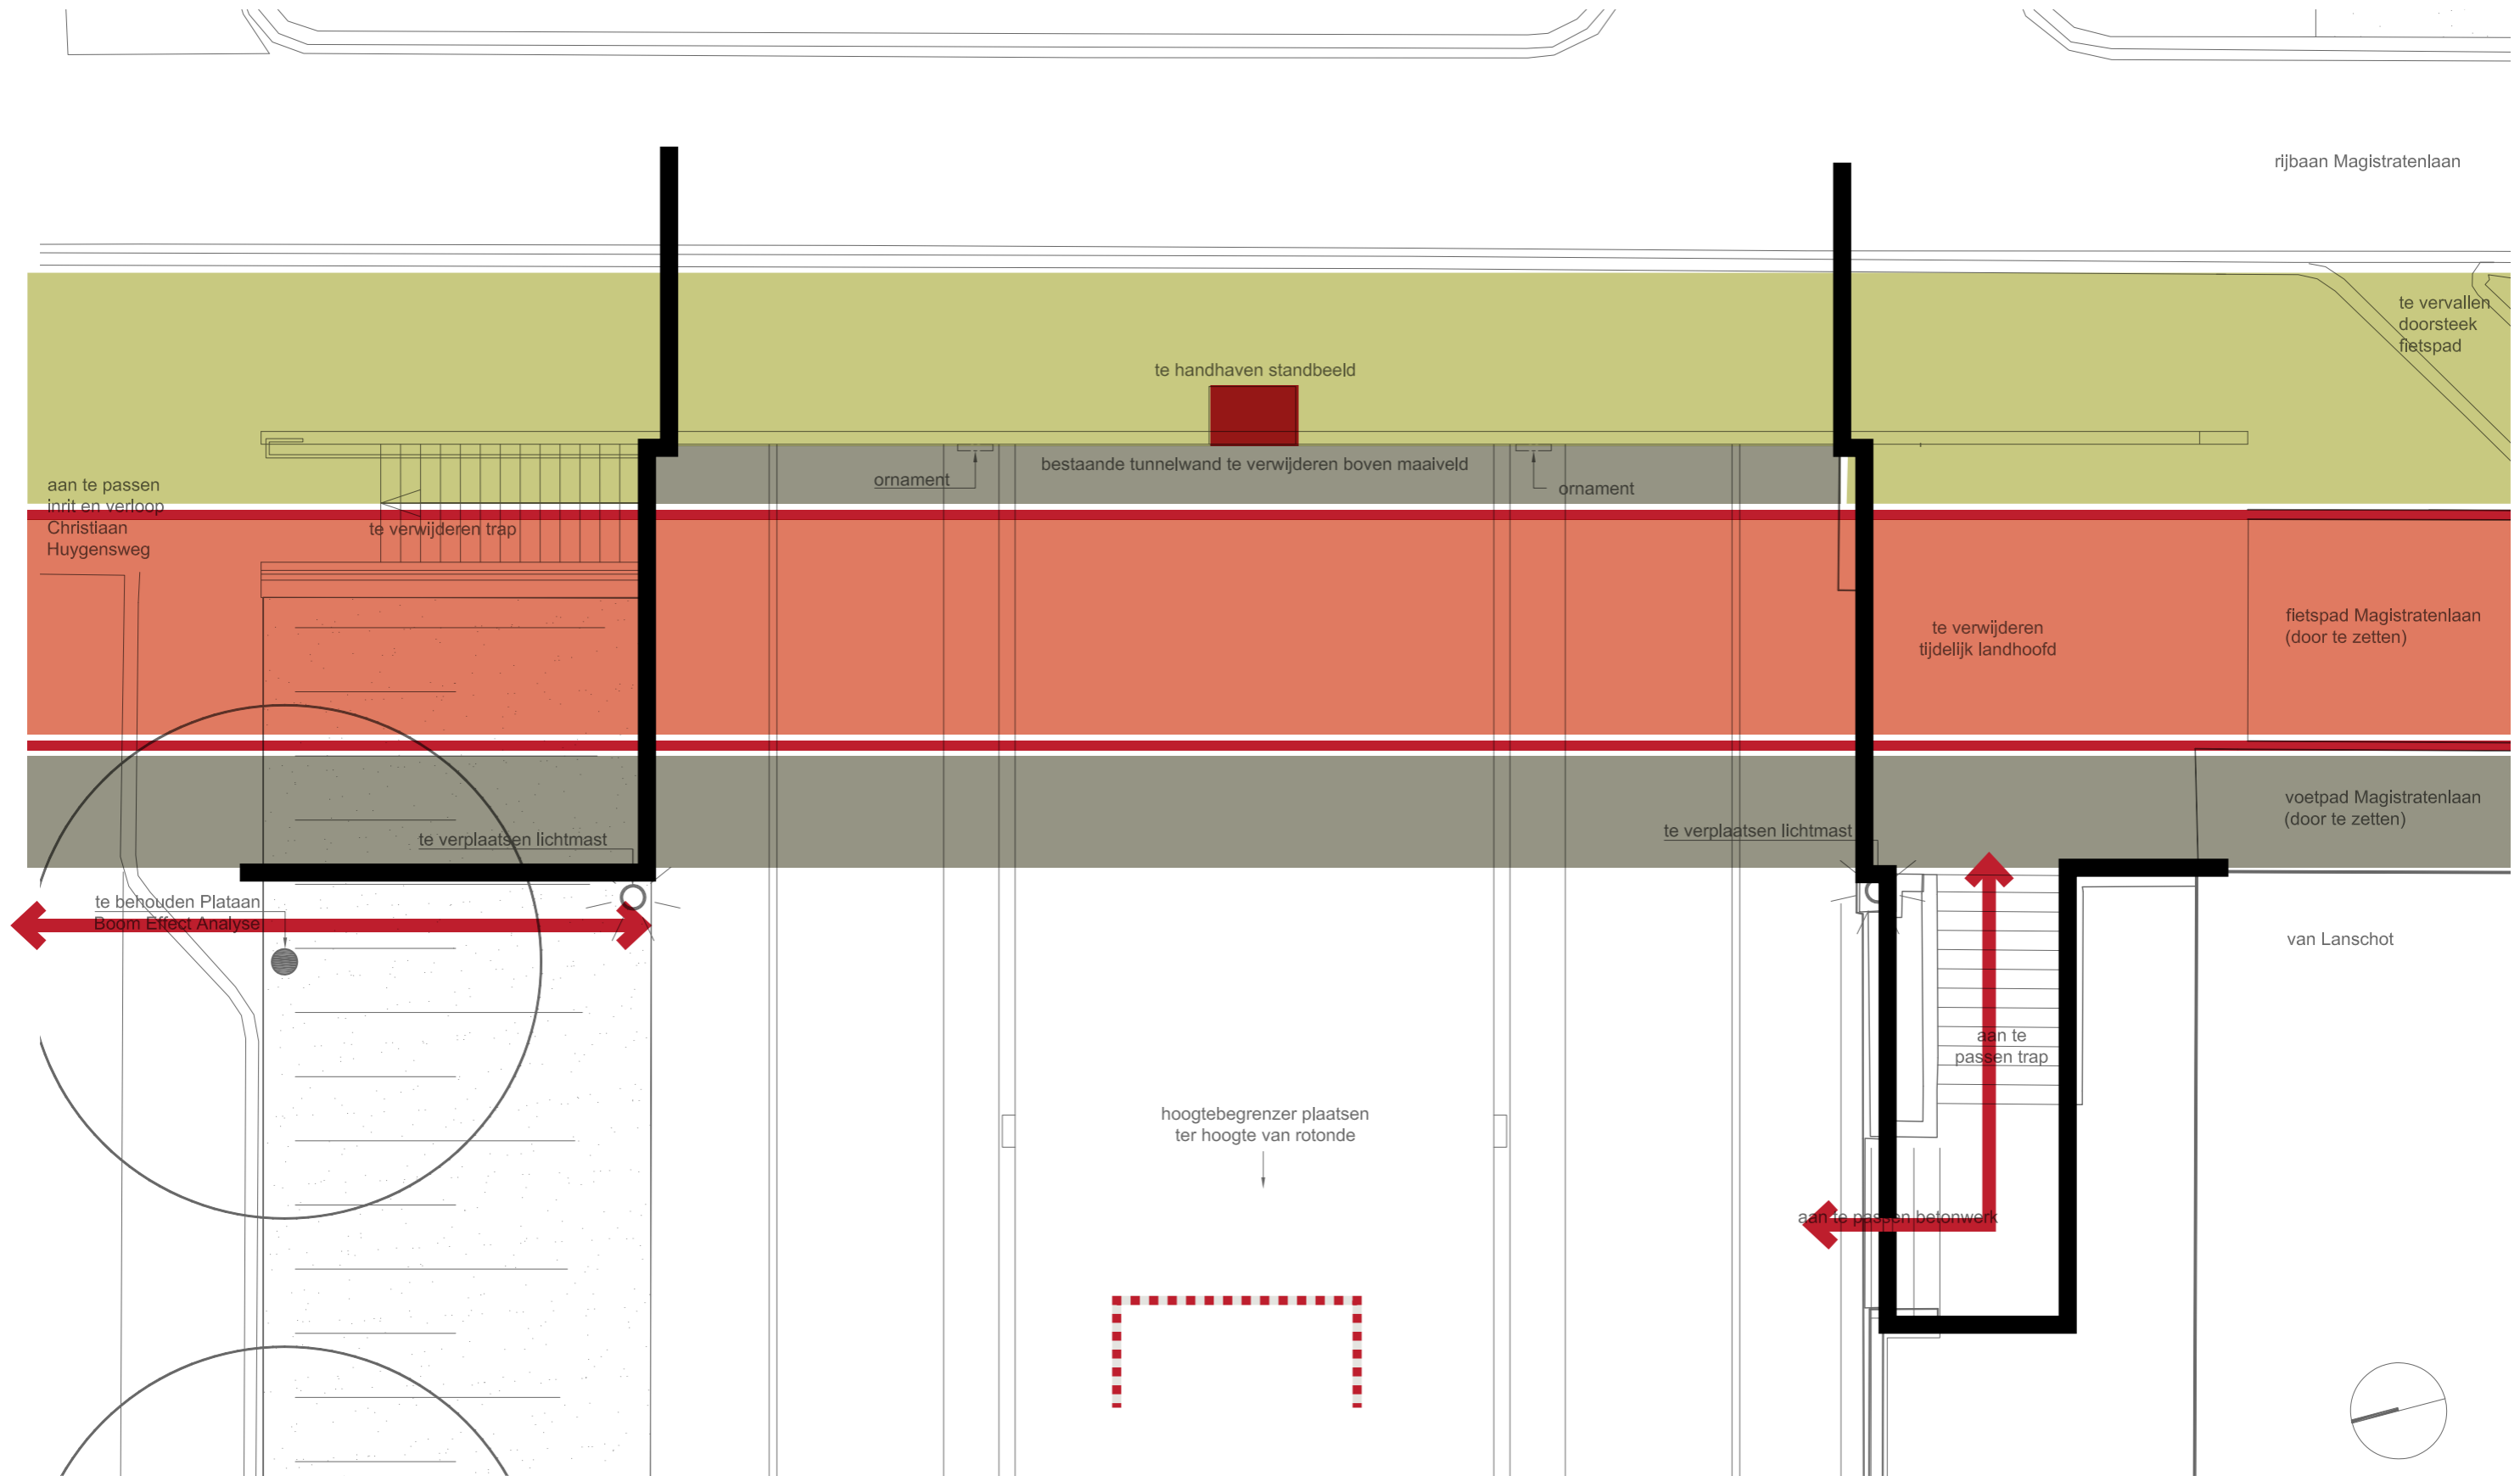 rijbaan Magistratenlaan
te vervallen
doorsteek
fietspad
te handhaven standbeeld
bestaande tunnelwand te verwijderen boven maaiveld
ornament
ornament
aan te passen
inrit en verloop
Christiaan
Huygensweg
te verwijderen trap
te verwijderen
tijdelijk landhoofd
fietspad Magistratenlaan
(door te zetten)
voetpad Magistratenlaan
(door te zetten)
te verplaatsen lichtmast
te verplaatsen lichtmast
te behouden Plataan
Boom Effect Analyse
van Lanschot
aan te
passen trap
hoogtebegrenzer plaatsen
ter hoogte van rotonde
aan te passen betonwerk